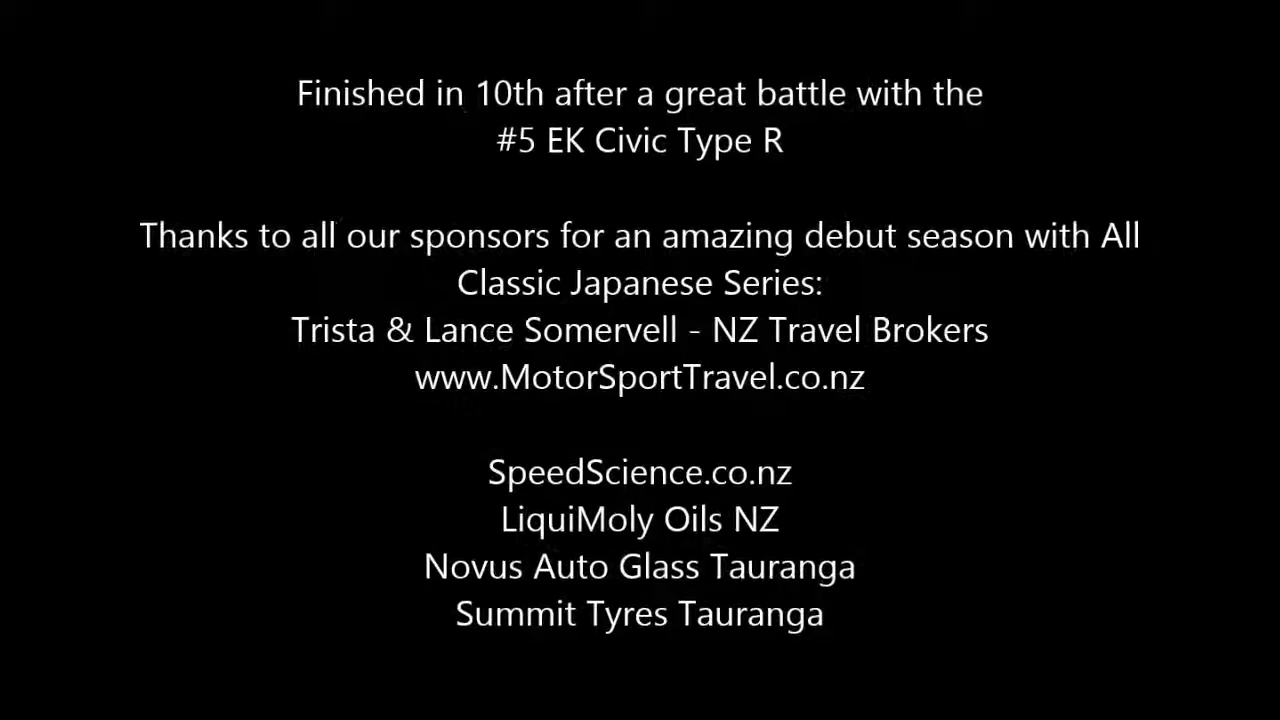 Finished in 10th after a great battle with the
#5 EK Civic Type R
Thanks to all our sponsors for an amazing debut season with All
Classic Japanese Series:
Trista & Lance Somervell - NZ Travel Brokers
www.MotorSportTravel.co.nz
SpeedScience.co.nz
LiquiMoly Oils NZ
Novus Auto Glass Tauranga
Summit Tyres Tauranga